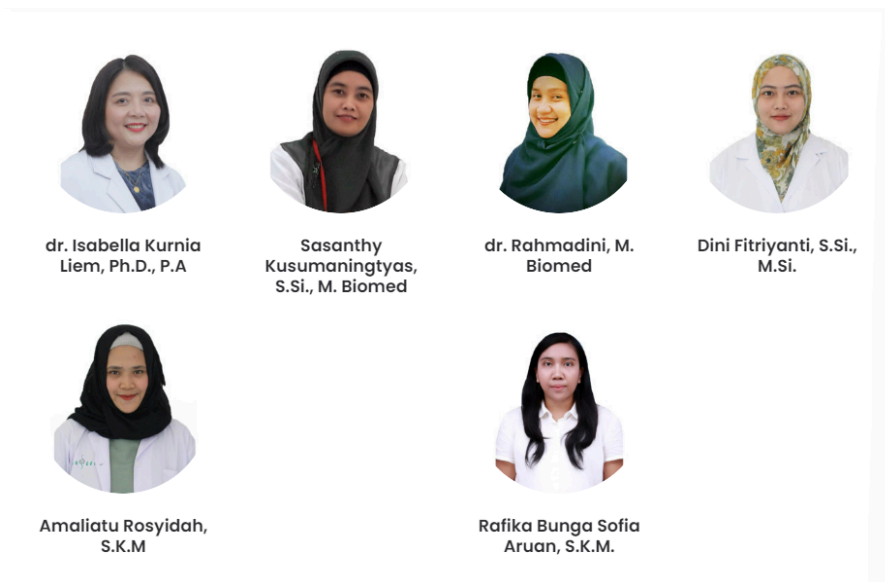 dr. Isabella Kurnia
Liem, Ph.D., P.A
Sasanthy
Kusumaningtyas,
S.Si., M. Biomed
dr. Rahmadini, M.
Biomed
Dini Fitriyanti, S.Si.,
M.Si.
Amaliatu Rosyidah,
S.K.M
Rafika Bunga Sofia
Aruan, S.K.M.